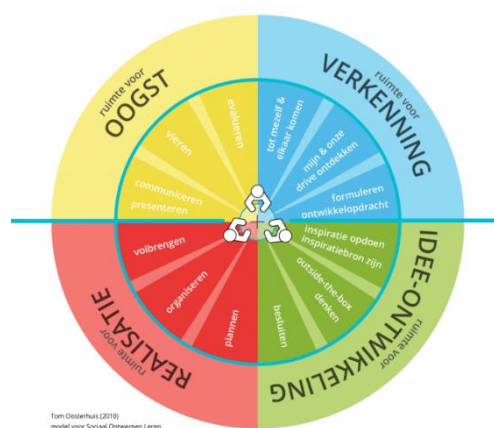 ruimte voor
OOGST
evalueren
vieren
communiceren
presenteren
ruimte voor
VERKENNING
tot mezelf &
elkaar komen
mijn & onze
drive ontdekken
formuleren
ontwikkelopdracht
ruimte voor
IDEE-ONTWIKKELING
inspiratie opdoen
inspiratiebron zijn
outside-the-box
denken
besluiten
ruimte voor
REALISATIE
plannen
organiseren
volbrengen
Tom Oosterhuis (2010)
model voor Sociaal Ontwerpen Leren